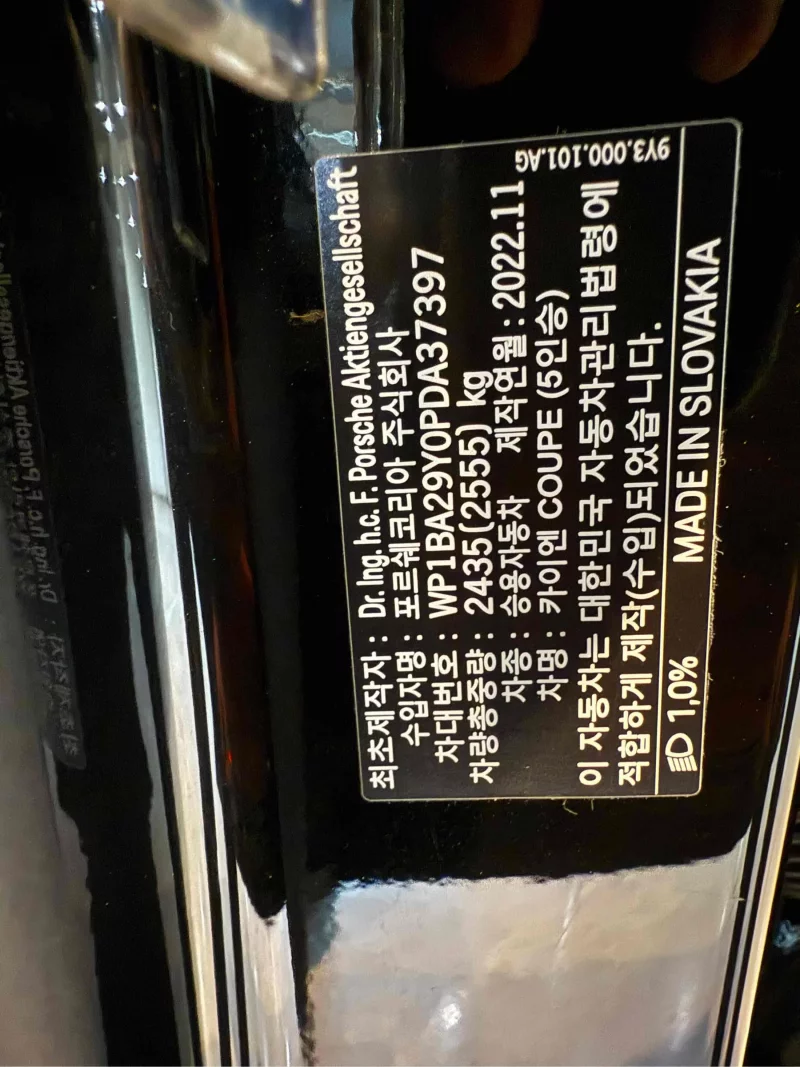 최초제작자 : Dr. Ing. h.c. F. Porsche Aktiengesellschaft
수입자명 : 포르쉐코리아 주식회사
차대번호 : WP1BA29Y0PDA37397
차량총중량 : 2435(2555) kg
차종 : 승용자동차 제작연월 : 2022.11
차명 : 카이엔 COUPE (5인승)
이 자동차는 대한민국 자동차관리법령에
적합하게 제작(수입)되었습니다.
1,0% MADE IN SLOVAKIA
9Y3.000.101.AG